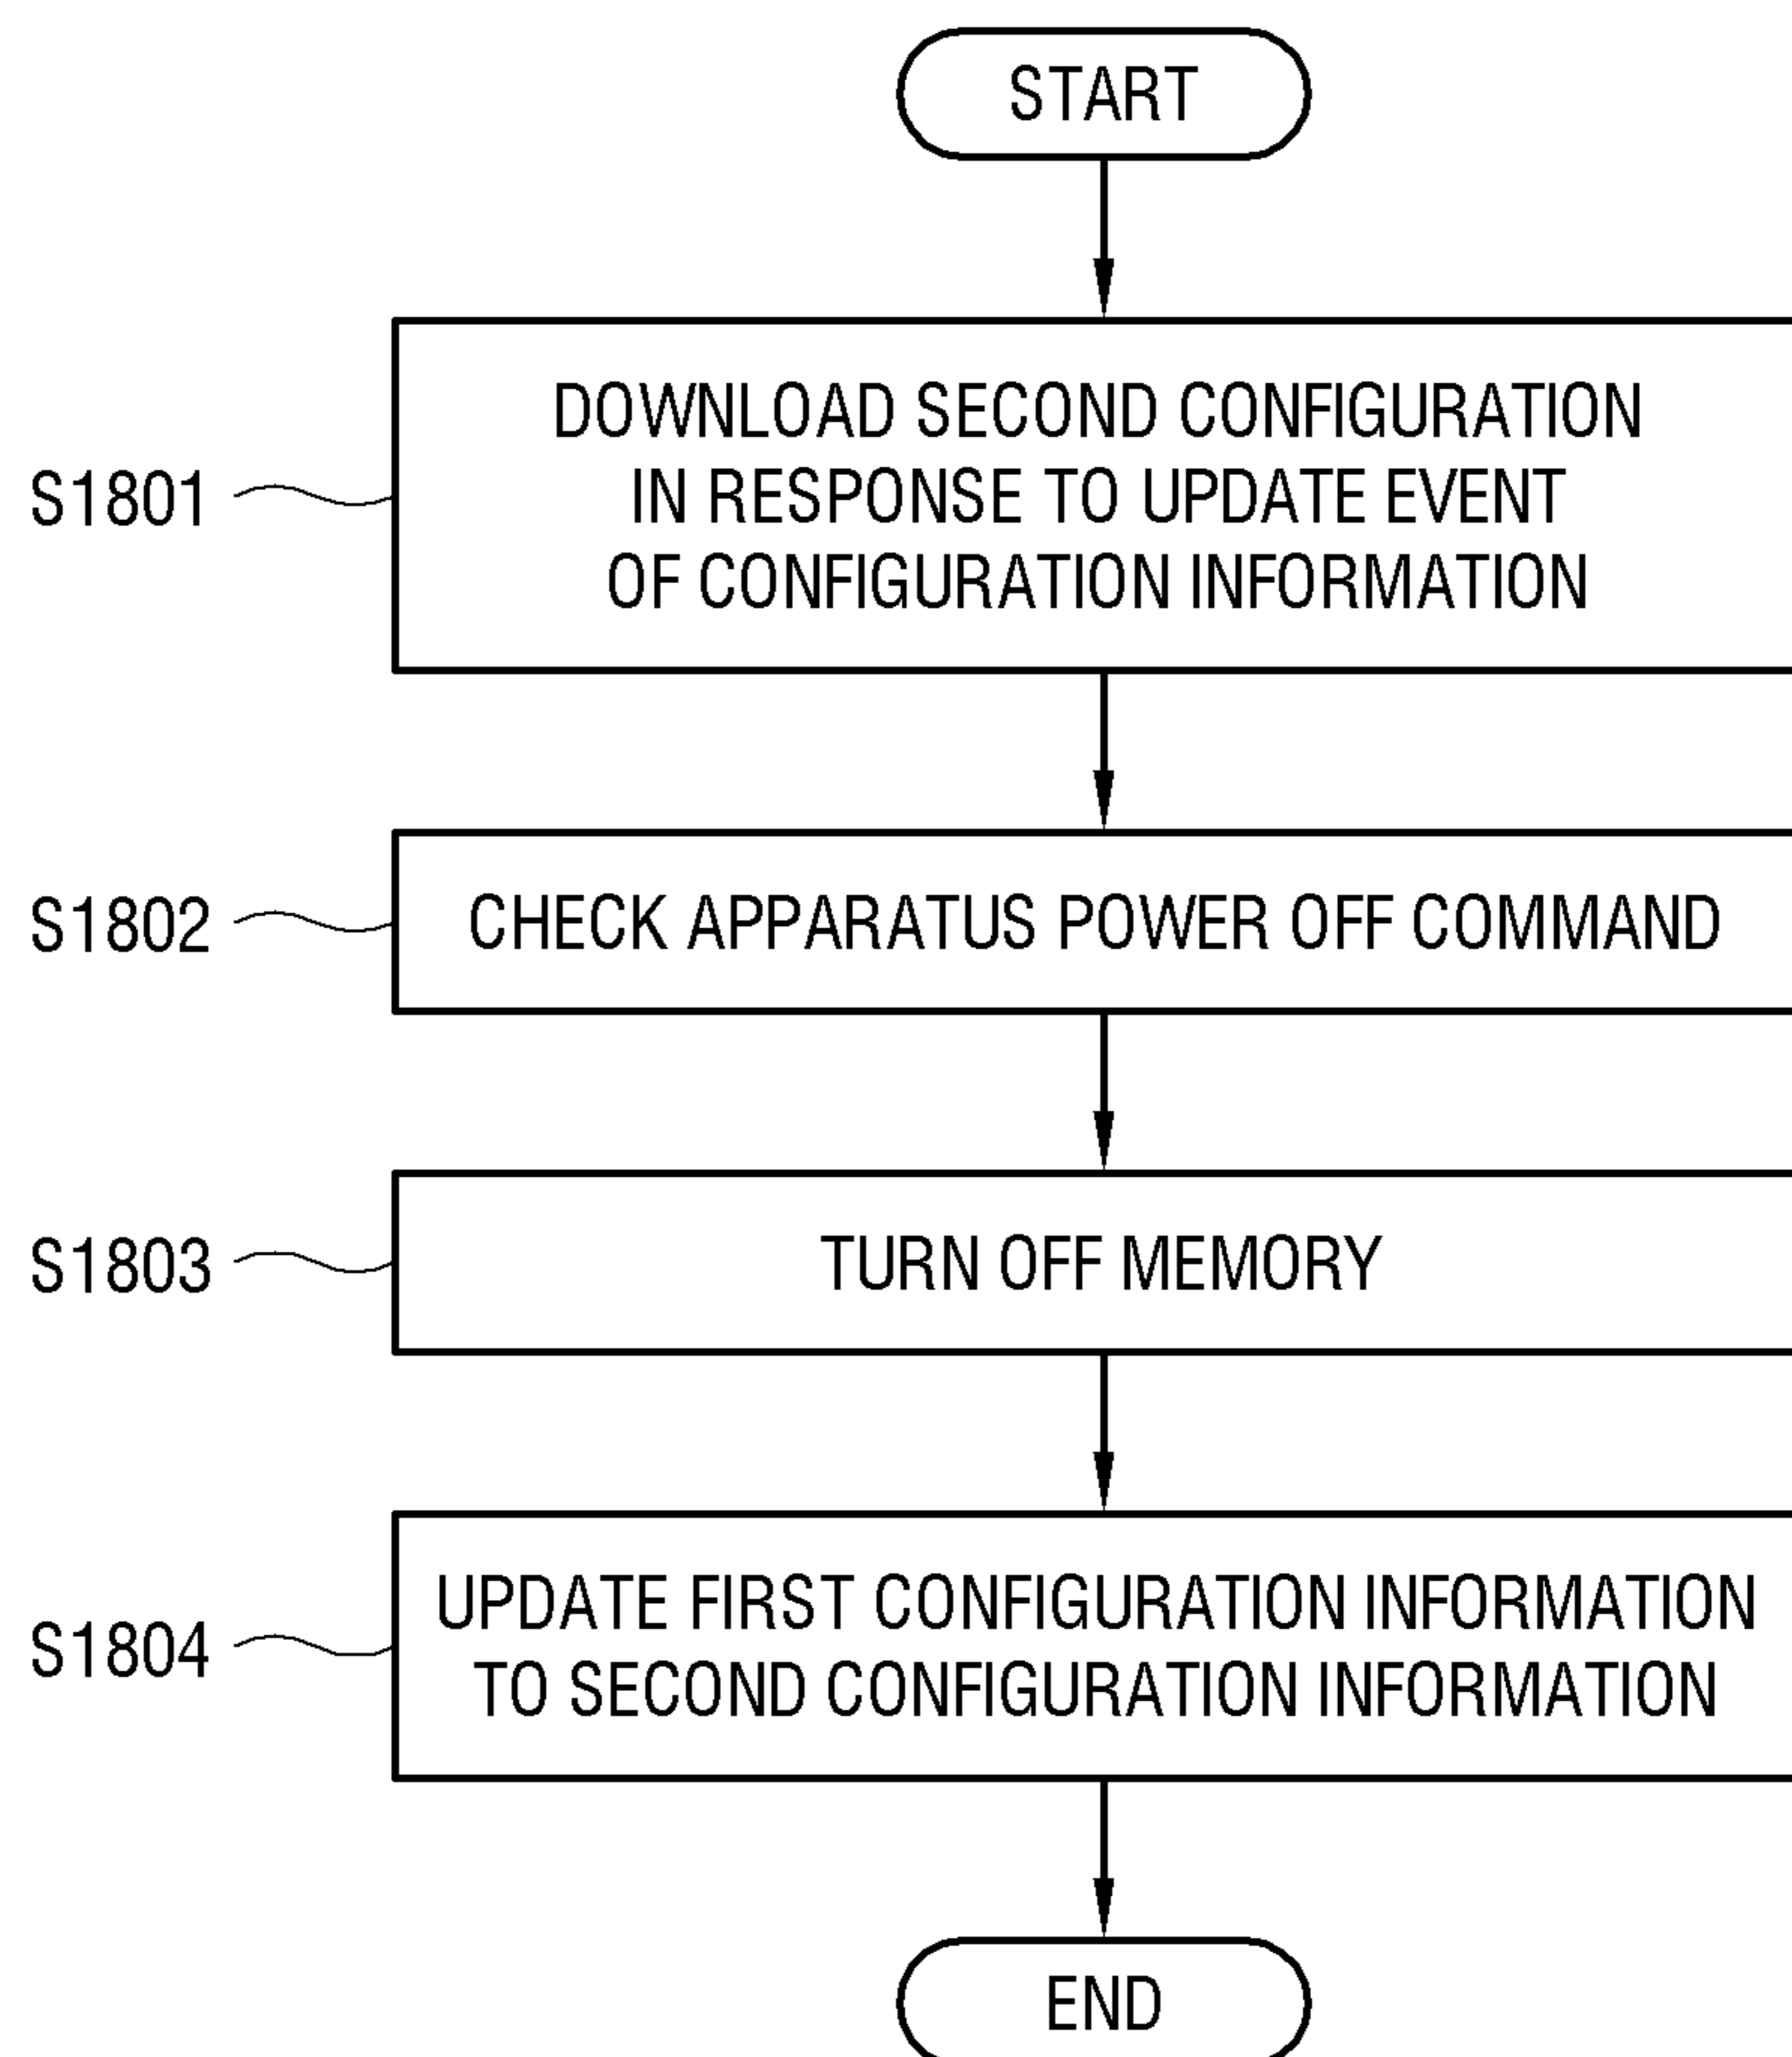 START
S1801
DOWNLOAD SECOND CONFIGURATION
IN RESPONSE TO UPDATE EVENT
OF CONFIGURATION INFORMATION
S1802
CHECK APPARATUS POWER OFF COMMAND
S1803
TURN OFF MEMORY
S1804
UPDATE FIRST CONFIGURATION INFORMATION
TO SECOND CONFIGURATION INFORMATION
END